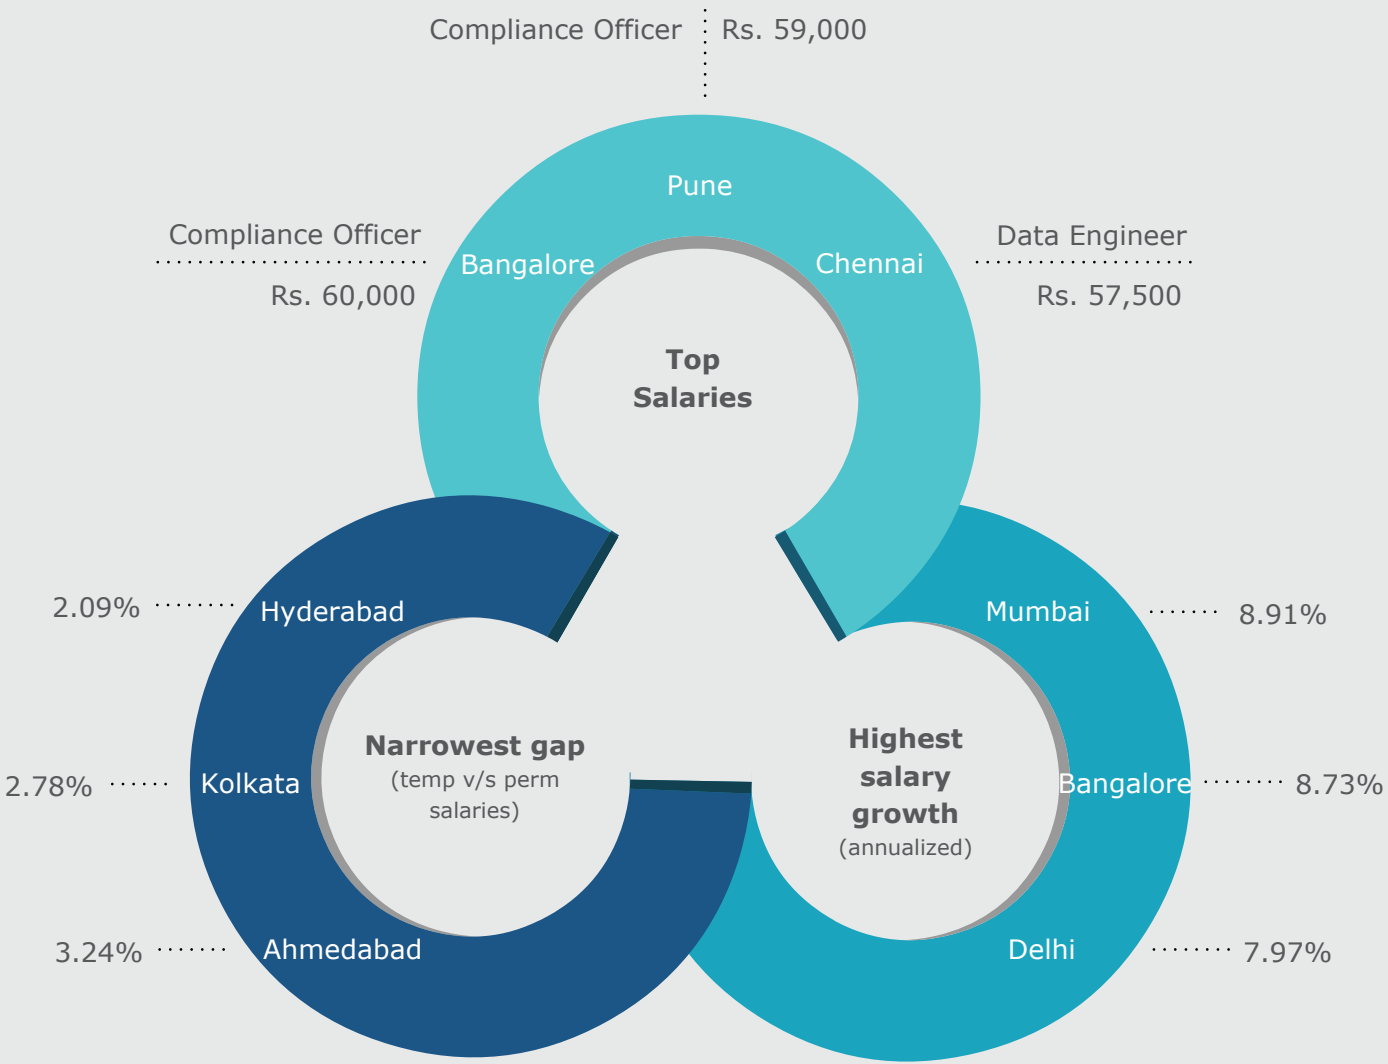 Compliance Officer
Rs. 59,000
Pune
Compliance Officer
Rs. 60,000
Bangalore
Chennai
Data Engineer
Rs. 57,500
Top
Salaries
2.09%
Hyderabad
2.78%
Kolkata
3.24%
Ahmedabad
Narrowest gap
(temp v/s perm
salaries)
Highest
salary
growth
(annualized)
Mumbai
8.91%
Bangalore
8.73%
Delhi
7.97%